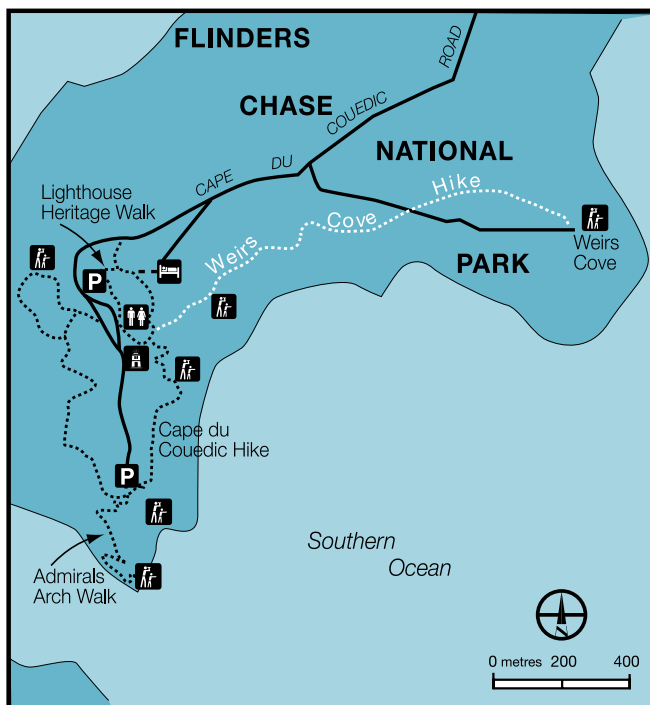 FLINDERS
CHASE
NATIONAL
PARK
CAPE DU COUEDIC ROAD
Lighthouse
Heritage Walk
Weirs Cove Hike
Weirs
Cove
P
Cape du
Couedic Hike
P
Admirals
Arch Walk
Southern
Ocean
N
0 metres 200 400